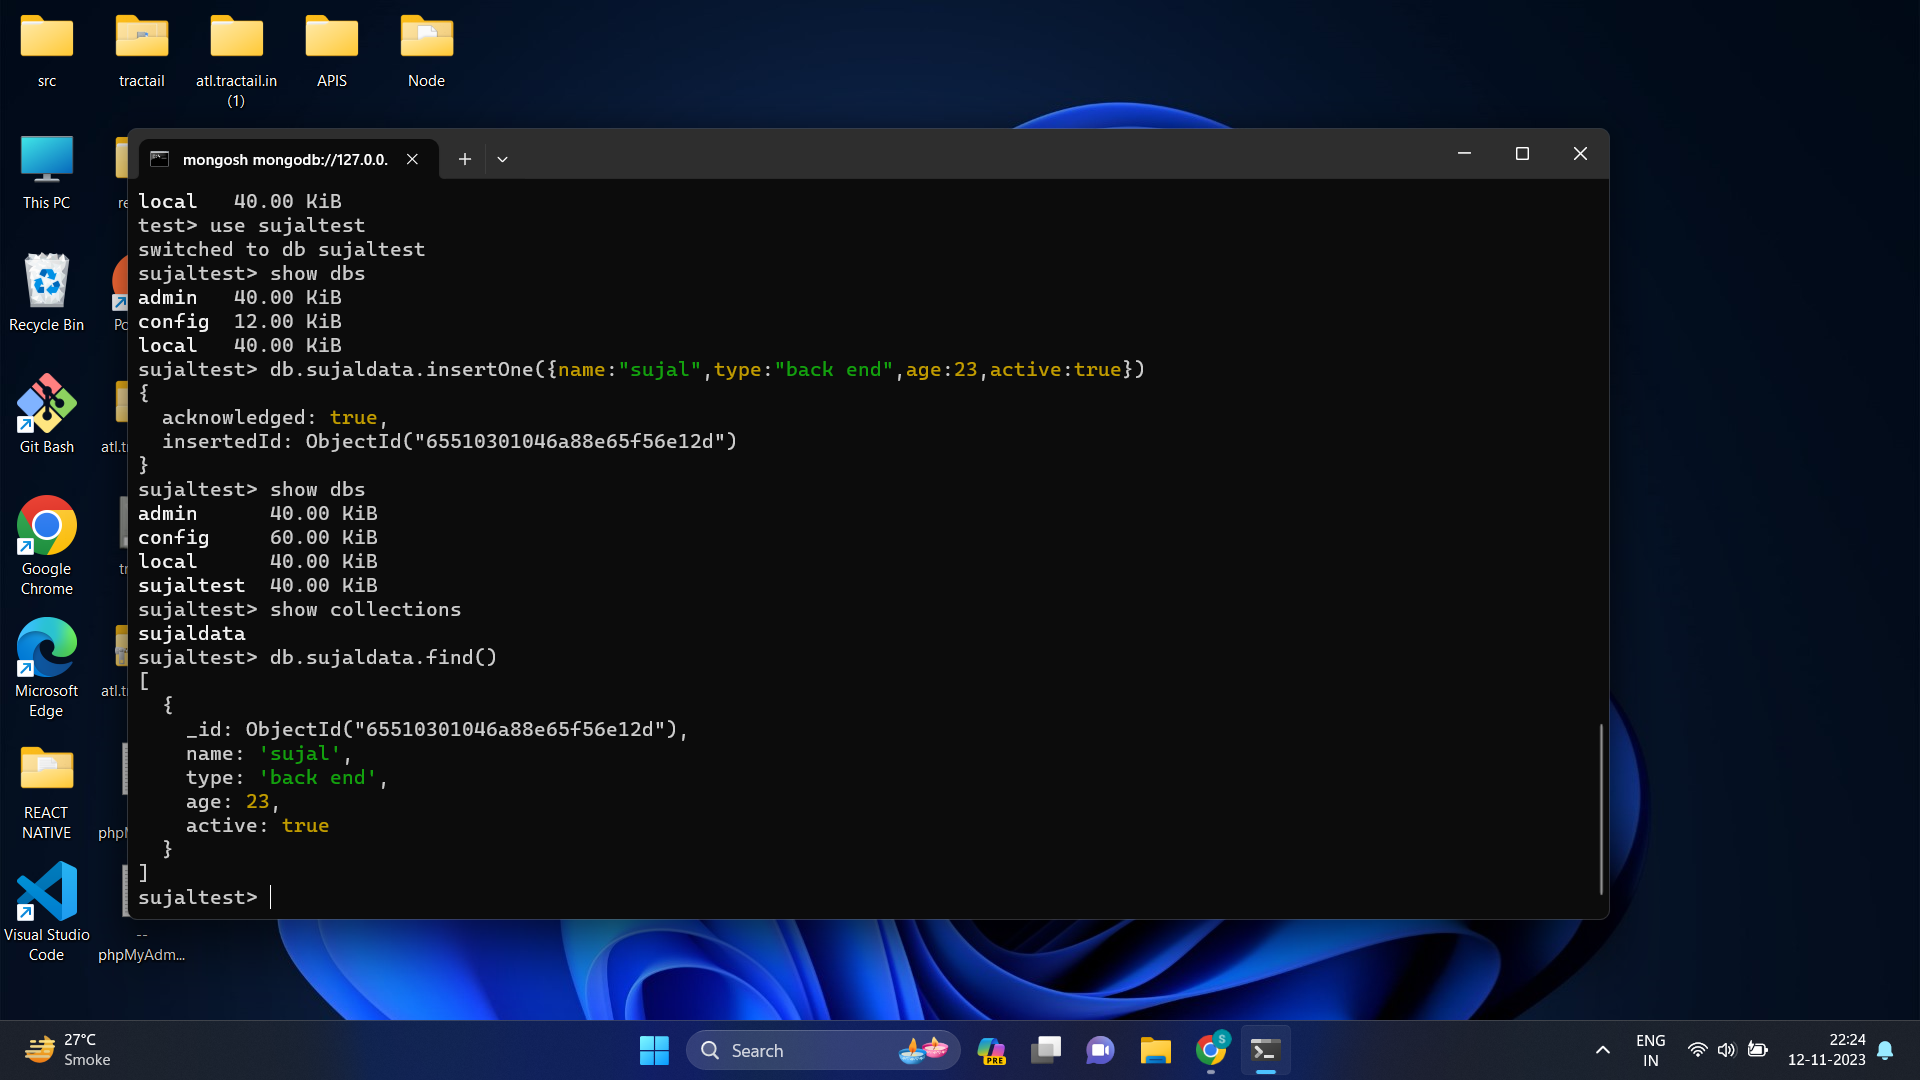 src
tractail
atl.tractail.in
(1)
APIS
Node
This PC
Recycle Bin
Git Bash
Google
Chrome
Microsoft
Edge
REACT
NATIVE
Visual Studio
Code
--
phpMyAdm...
mongosh mongodb://127.0.0.
local 40.00 KiB
test> use sujaltest
switched to db sujaltest
sujaltest> show dbs
admin 40.00 KiB
config 12.00 KiB
local 40.00 KiB
sujaltest> db.sujaldata.insertOne({name:"sujal",type:"back end",age:23,active:true})
{
acknowledged: true,
insertedId: ObjectId("65510301046a88e65f56e12d")
}
sujaltest> show dbs
admin 40.00 KiB
config 60.00 KiB
local 40.00 KiB
sujaltest 40.00 KiB
sujaltest> show collections
sujaldata
sujaltest> db.sujaldata.find()
[
{
_id: ObjectId("65510301046a88e65f56e12d"),
name: 'sujal',
type: 'back end',
age: 23,
active: true
}
]
sujaltest>
27°C
Smoke
Search
PRE
S
ENG
IN
22:24
12-11-2023